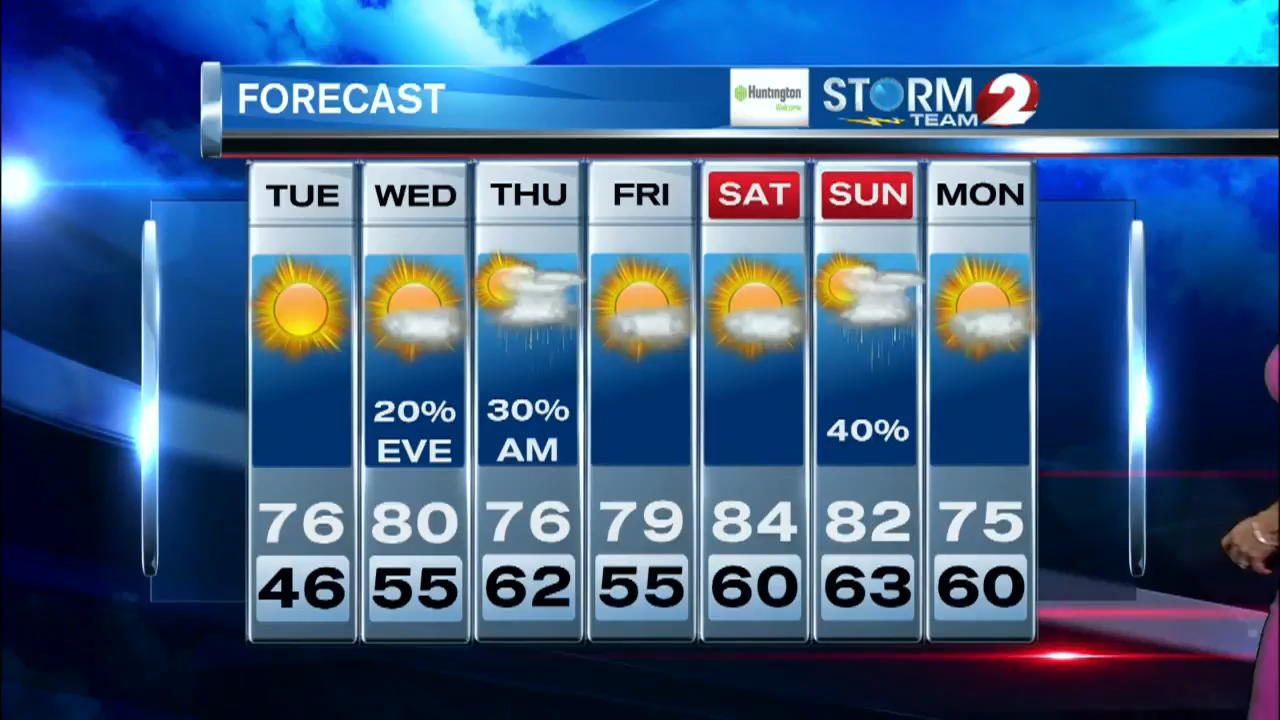 FORECAST
Huntington
Welcome.
STORM
TEAM 2
TUE WED THU FRI SAT SUN MON
20% 30% 40%
EVE AM
76 80 76 79 84 82 75
46 55 62 55 60 63 60